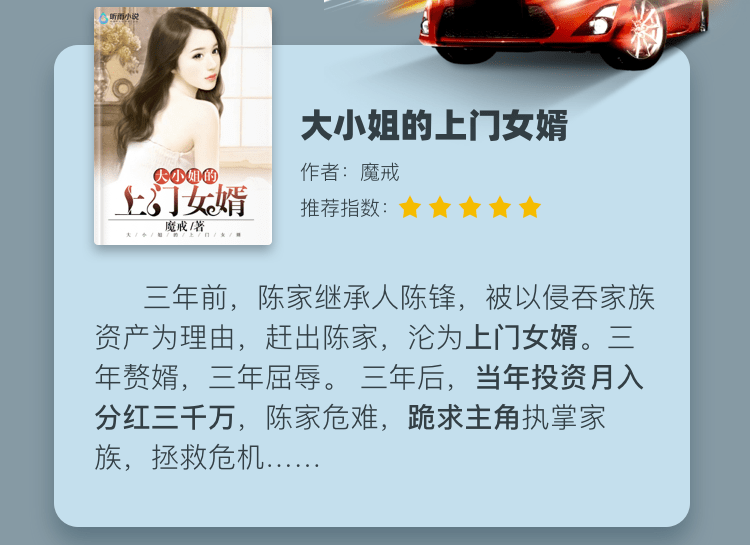 听雨小说
大小姐的
上门女婿
魔戒/著
大/小/姐/的/上/门/女/婿
大小姐的上门女婿
作者：魔戒
推荐指数：
三年前，陈家继承人陈锋，被以侵吞家族
资产为理由，赶出陈家，沦为上门女婿。三
年赘婿，三年屈辱。 三年后，当年投资月入
分红三千万，陈家危难，跪求主角执掌家
族，拯救危机……